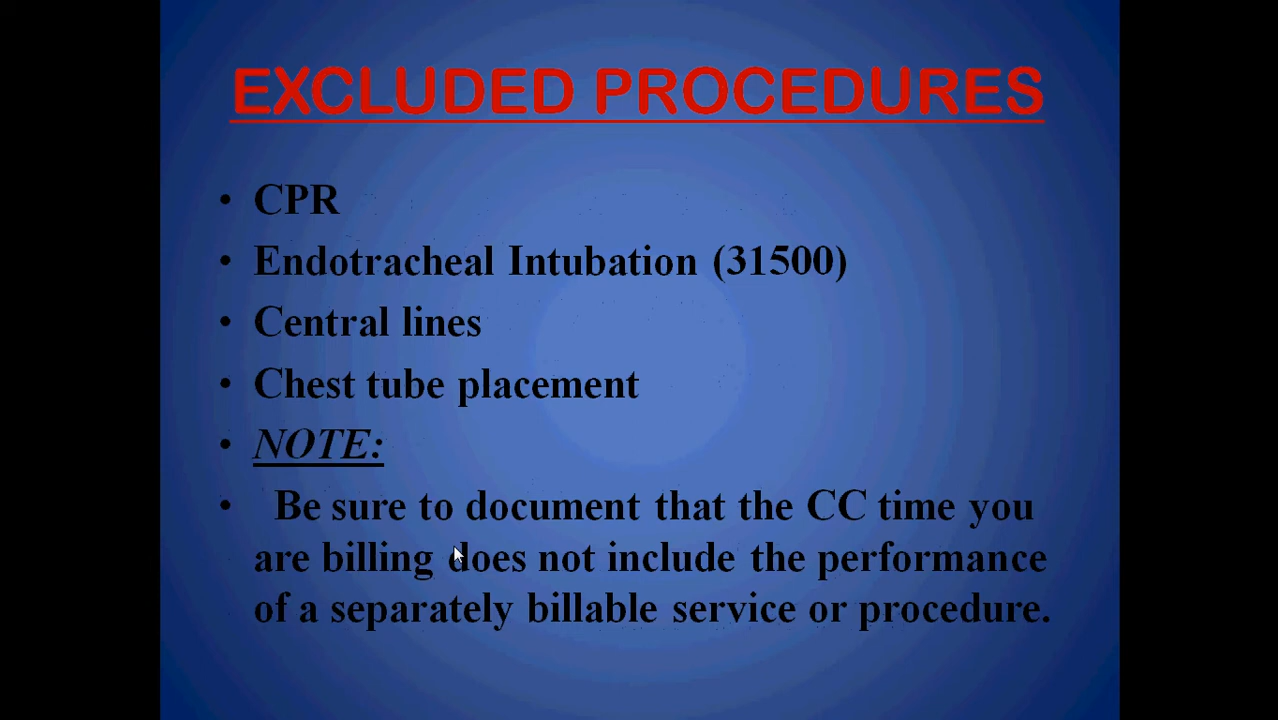 EXCLUDED PROCEDURES
• CPR
• Endotracheal Intubation (31500)
• Central lines
• Chest tube placement
• NOTE:
• Be sure to document that the CC time you
are billing does not include the performance
of a separately billable service or procedure.